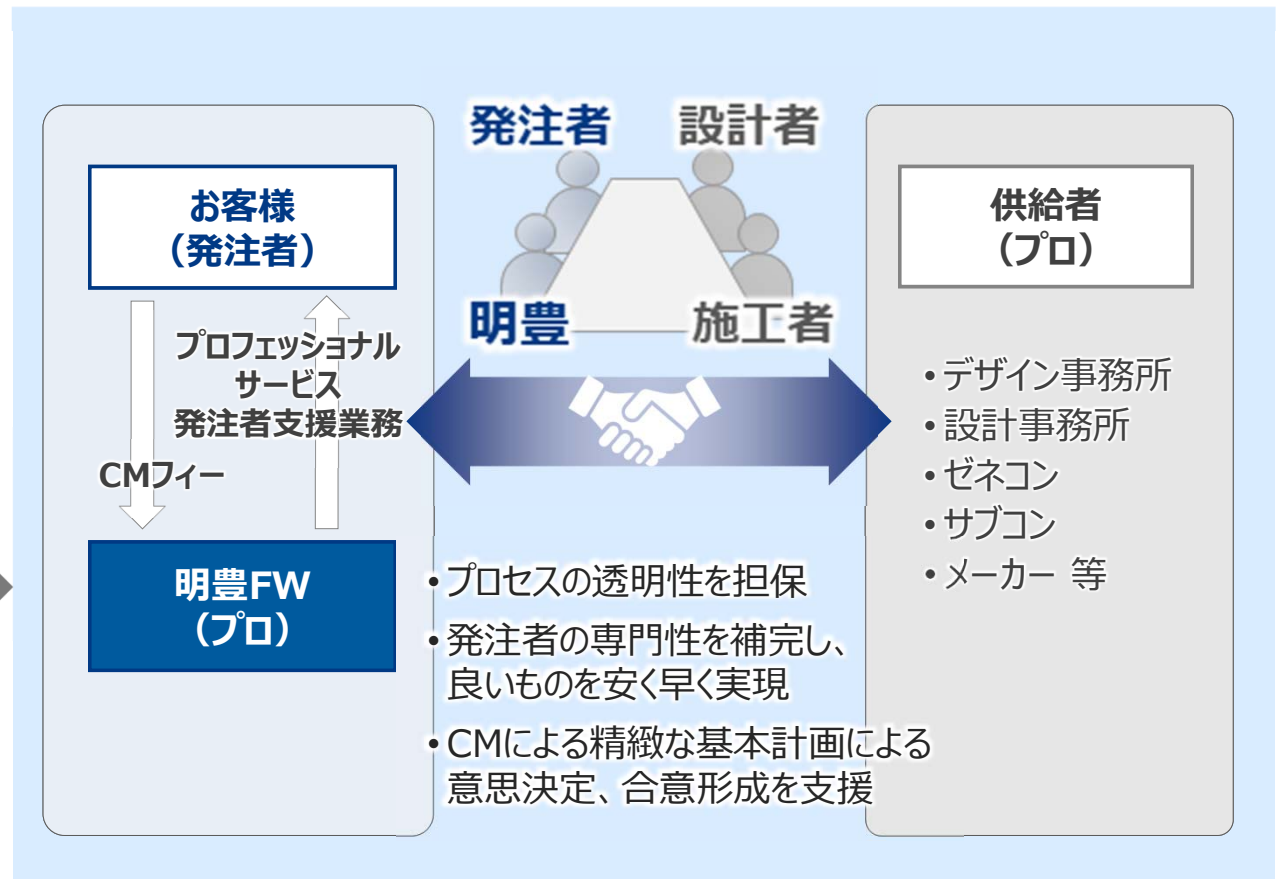 発注者 設計者
明豊 施工者
お客様
（発注者）
プロフェッショナル
サービス
発注者支援業務
CMフィー
明豊FW
（プロ）
•プロセスの透明性を担保
•発注者の専門性を補完し、
良いものを安く早く実現
•CMによる精緻な基本計画による
意思決定、合意形成を支援
供給者
（プロ）
•デザイン事務所
•設計事務所
•ゼネコン
•サブコン
•メーカー 等